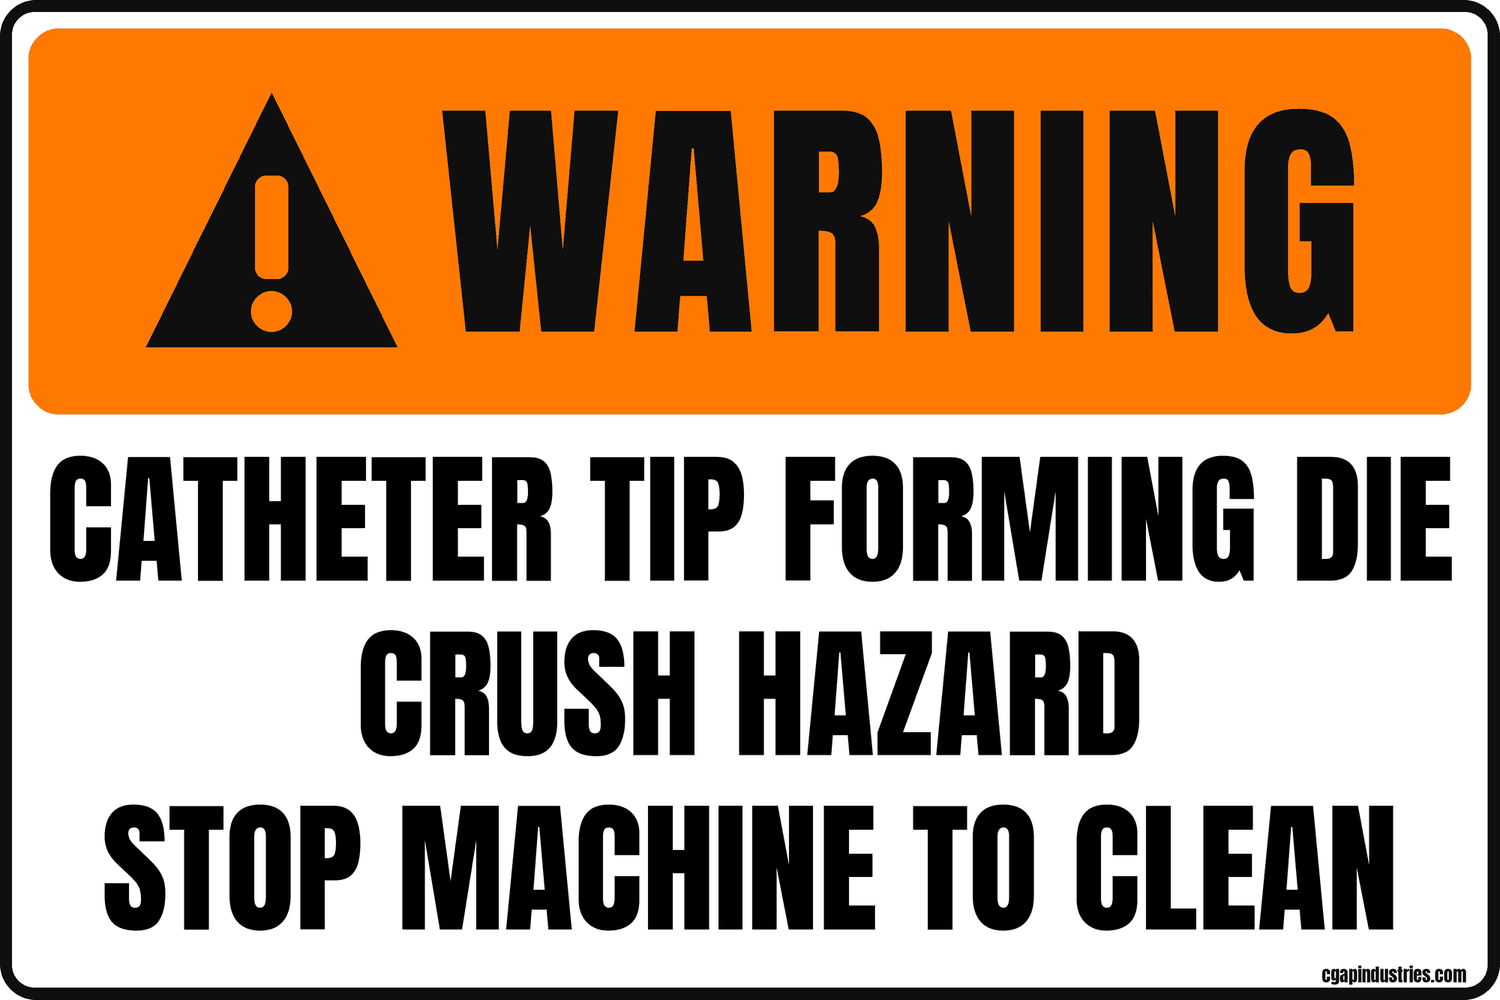 WARNING
CATHETER TIP FORMING DIE
CRUSH HAZARD
STOP MACHINE TO CLEAN
cgapindustries.com